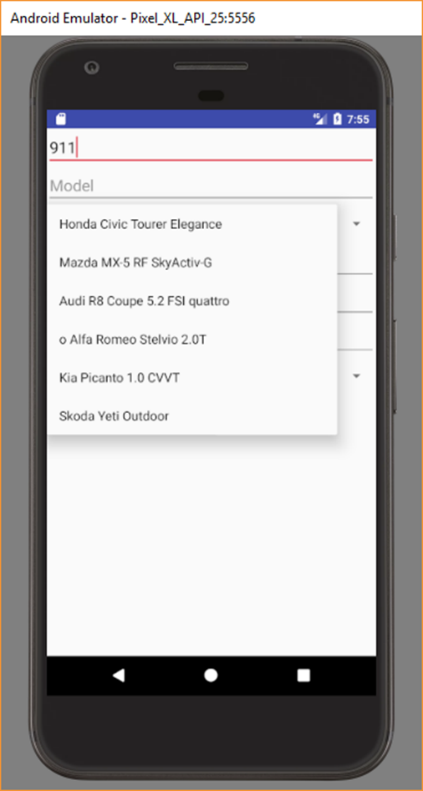 Android Emulator - Pixel_XL_API_25:5556
7:55
911
Model
Honda Civic Tourer Elegance
Mazda MX-5 RF SkyActiv-G
Audi R8 Coupe 5.2 FSI quattro
o Alfa Romeo Stelvio 2.0T
Kia Picanto 1.0 CVVT
Skoda Yeti Outdoor